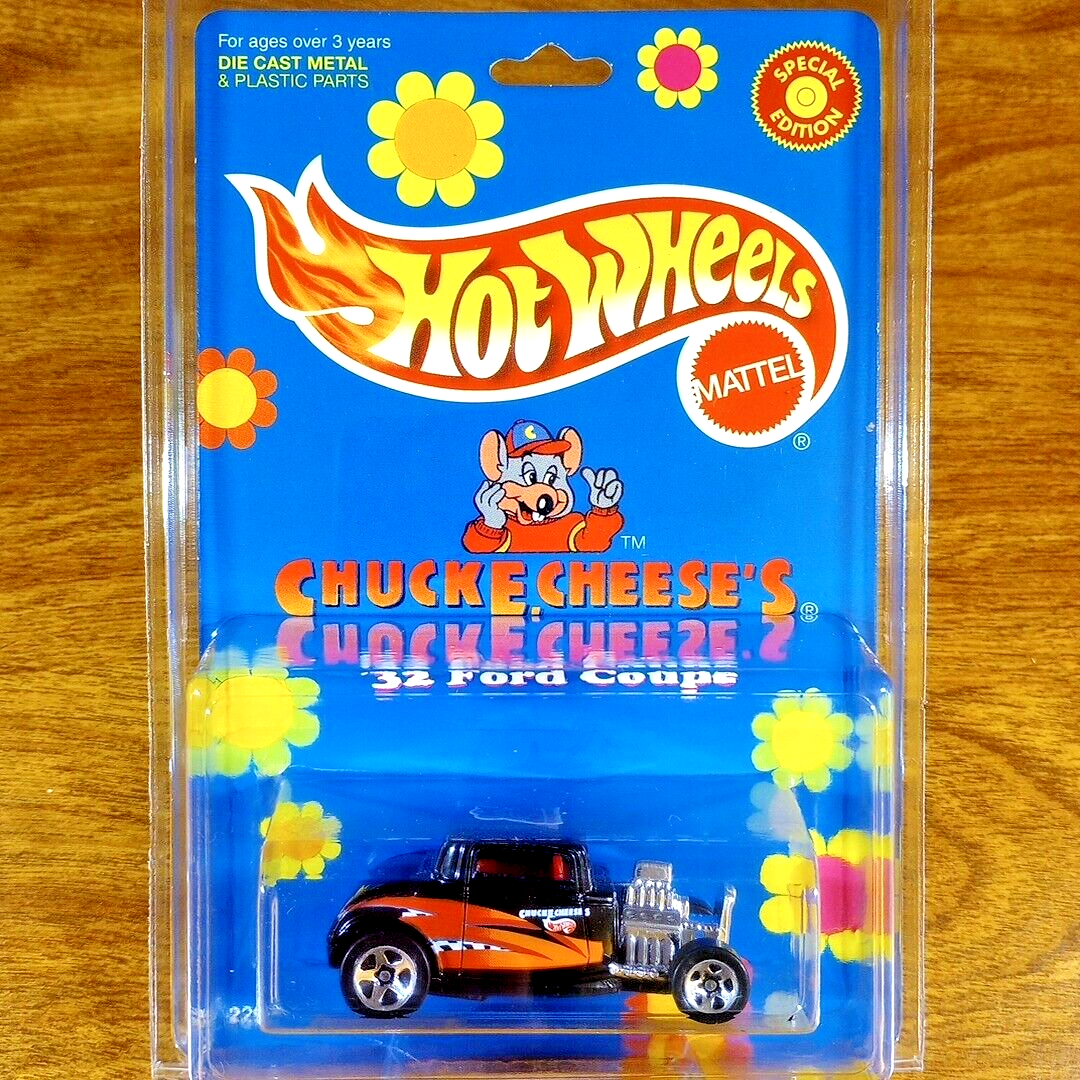 For ages over 3 years
DIE CAST METAL
& PLASTIC PARTS
SPECIAL
EDITION
HOT WHEELS
MATTEL
®
C
TM
CHUCK E. CHEESE'S ®
'32 Ford Coupe
CHUCK E. CHEESE'S